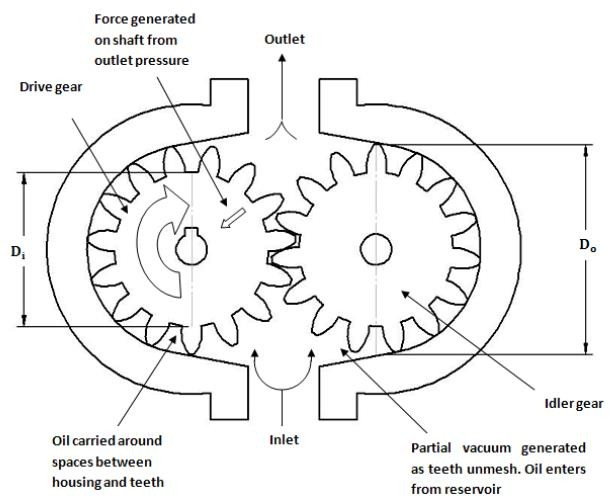 Force generated
on shaft from
outlet pressure
Outlet
Drive gear
Dᵢ
Dₒ
Idler gear
Oil carried around
spaces between
housing and teeth
Inlet
Partial vacuum generated
as teeth unmesh. Oil enters
from reservoir